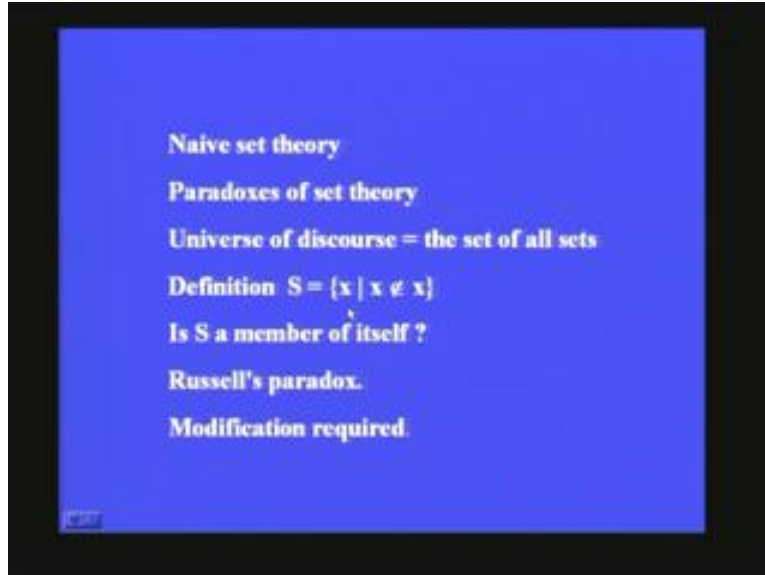 Naive set theory
Paradoxes of set theory
Universe of discourse = the set of all sets
Definition S = {x | x ∉ x}
Is S a member of itself ?
Russell's paradox.
Modification required.